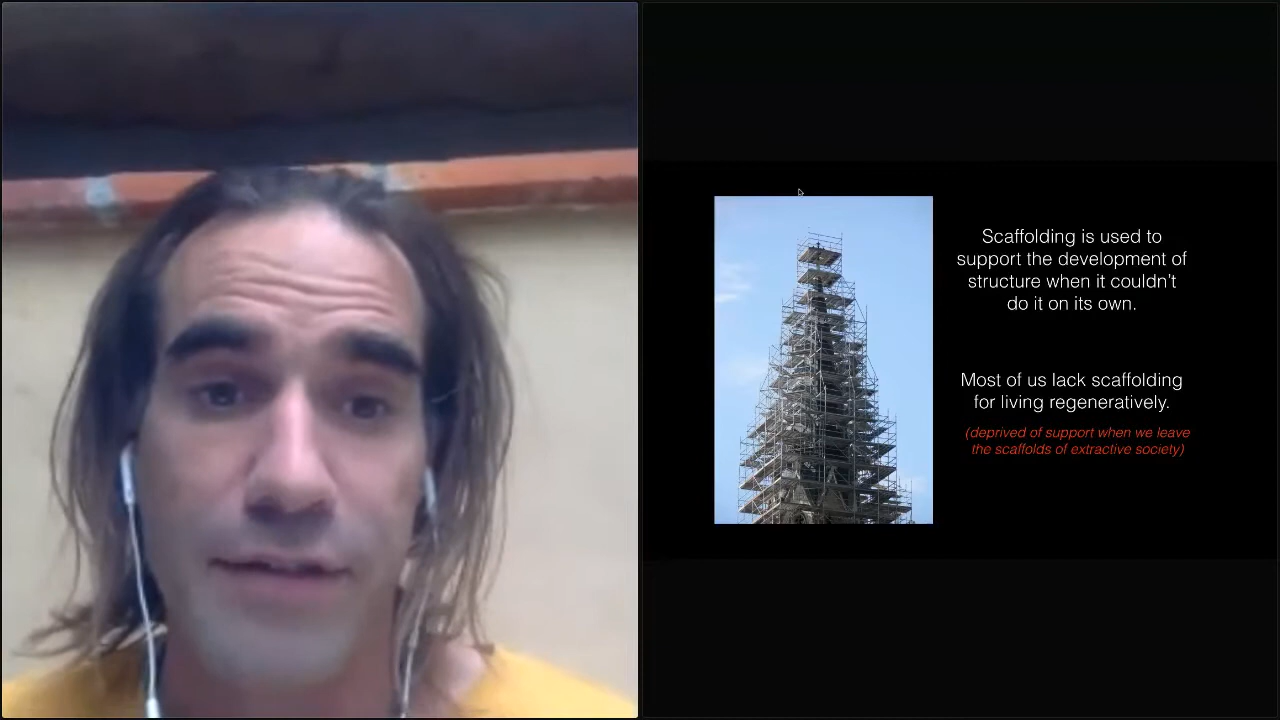 Scaffolding is used to
support the development of
structure when it couldn't
do it on its own.
Most of us lack scaffolding
for living regeneratively.
(deprived of support when we leave
the scaffolds of extractive society)